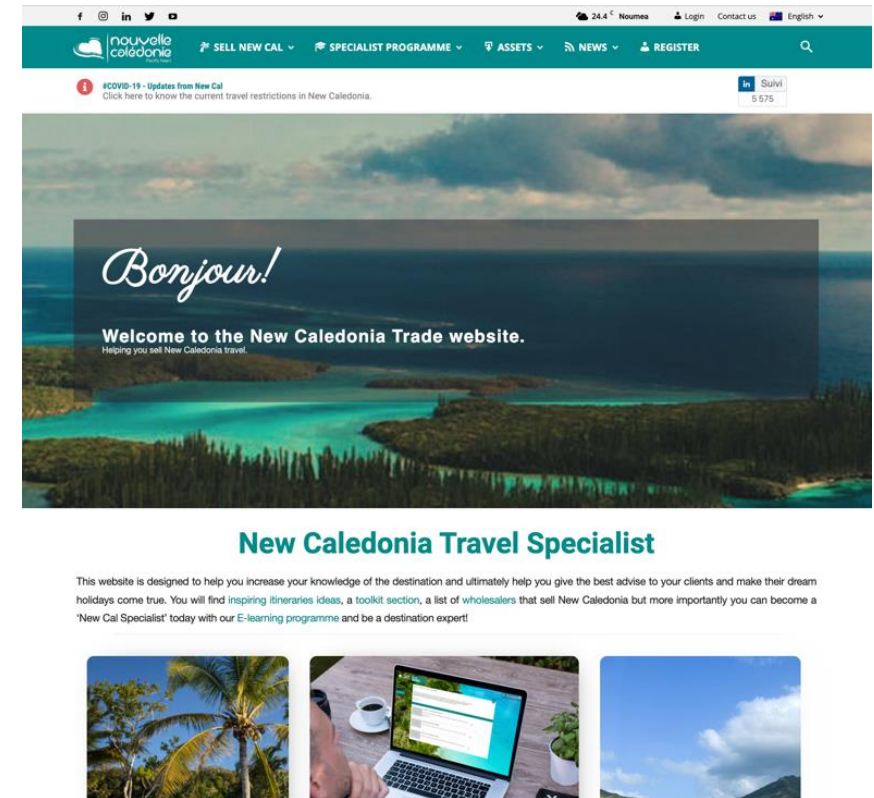 24.4 C Noumea
Login
Contact us
English
nouvelle
calédonie
Pacific heart
SELL NEW CAL
SPECIALIST PROGRAMME
ASSETS
NEWS
REGISTER
#COVID-19 - Updates from New Cal
Click here to know the current travel restrictions in New Caledonia.
in Suivi
5 575
Bonjour!
Welcome to the New Caledonia Trade website.
Helping you sell New Caledonia travel.
New Caledonia Travel Specialist
This website is designed to help you increase your knowledge of the destination and ultimately help you give the best advise to your clients and make their dream
holidays come true. You will find inspiring itineraries ideas, a toolkit section, a list of wholesalers that sell New Caledonia but more importantly you can become a
'New Cal Specialist' today with our E-learning programme and be a destination expert!